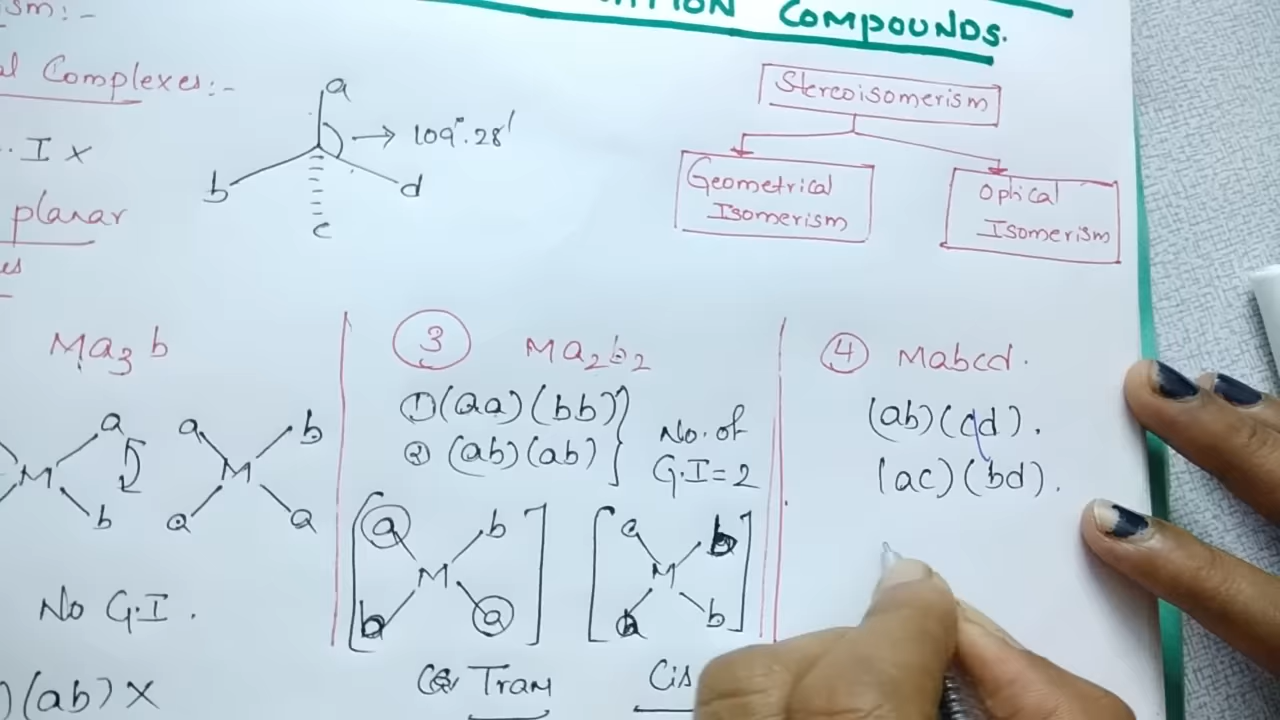 COMPOUNDS.
Complexes:-
a
109°.28'
b
d
c
Stereoisomerism
Geometrical
Isomerism
Optical
Isomerism
I x
planar
Ma3b
a
M
b
a
b
M
a
a
No G.I.
(ab) x
3
Ma2b2
① (aa)(bb)
② (ab)(ab)
No. of
G.I=2
a
b
M
b
a
Trans
a
b
M
a
b
Cis
4
Mabcd.
(ab)(cd).
(ac)(bd).